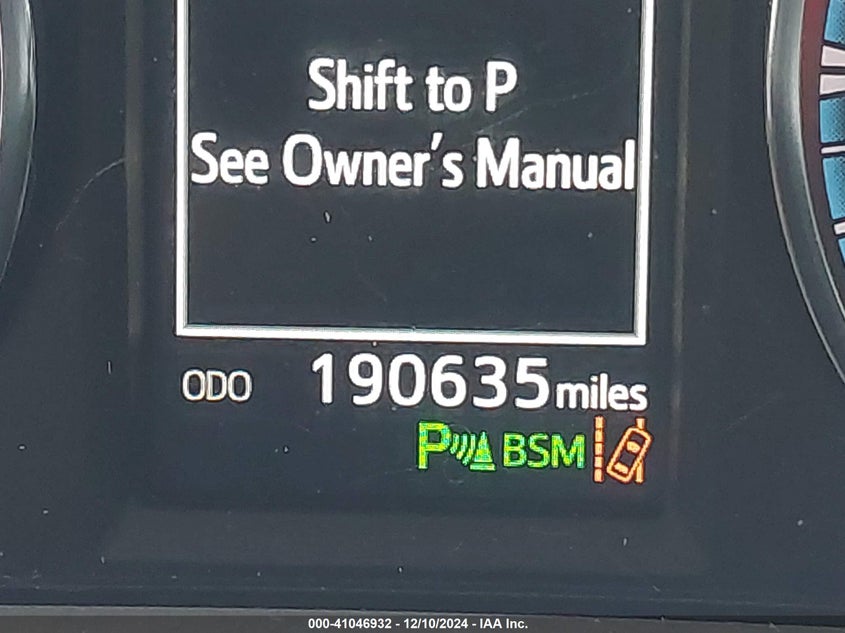 Shift to P
See Owner's Manual
ODO 190635 miles
P BSM
000-41046932 - 12/10/2024 - IAA Inc.